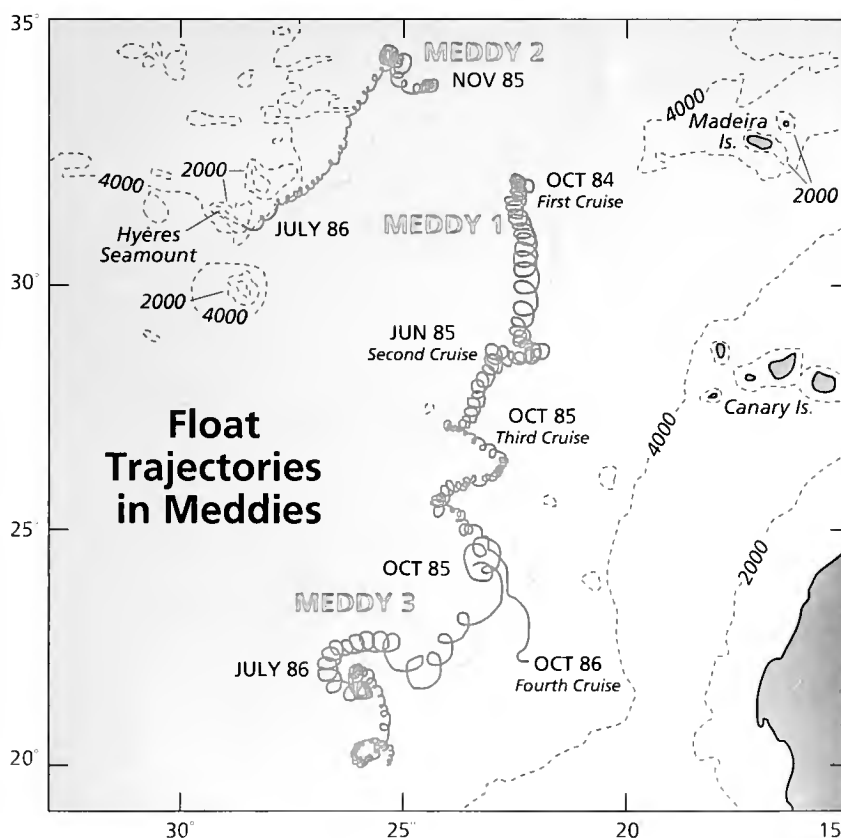 35°
MEDDY 2
NOV 85
4000
Madeira
Is.
2000
OCT 84
First Cruise
2000
4000
MEDDY 1
Hyères
Seamount
JULY 86
30°
2000
4000
JUN 85
Second Cruise
Canary Is.
OCT 85
Third Cruise
4000
Float
Trajectories
in Meddies
25°
2000
OCT 85
MEDDY 3
JULY 86
OCT 86
Fourth Cruise
20°
30°
25°
20
15